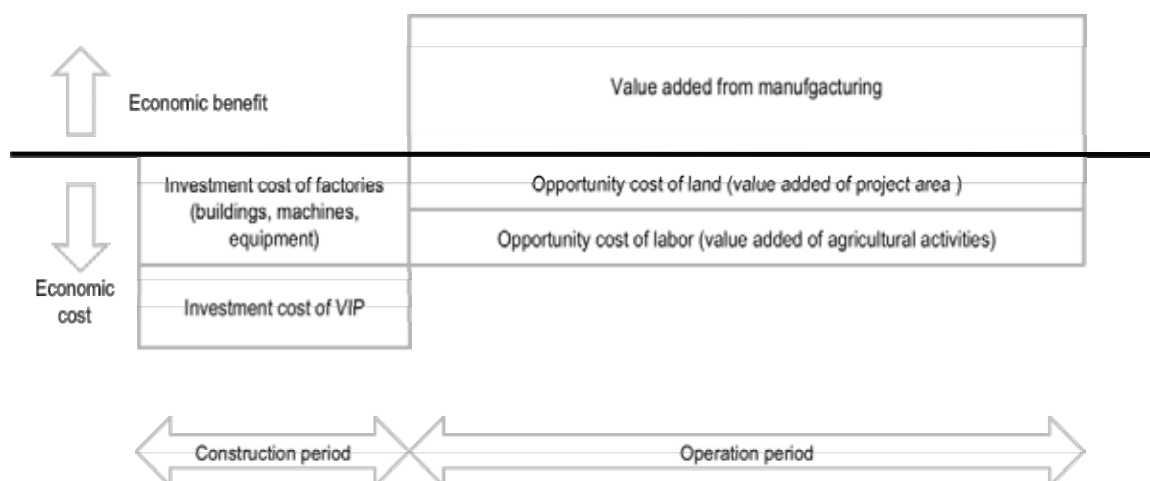 Value added from manufgacturing
Economic benefit
Investment cost of factories
(buildings, machines,
equipment)
Opportunity cost of land (value added of project area )
Opportunity cost of labor (value added of agricultural activities)
Economic
cost
Investment cost of VIP
Construction period
Operation period